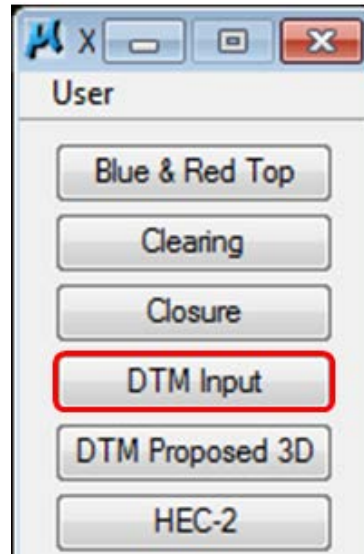 X
User
Blue & Red Top
Clearing
Closure
DTM Input
DTM Proposed 3D
HEC-2